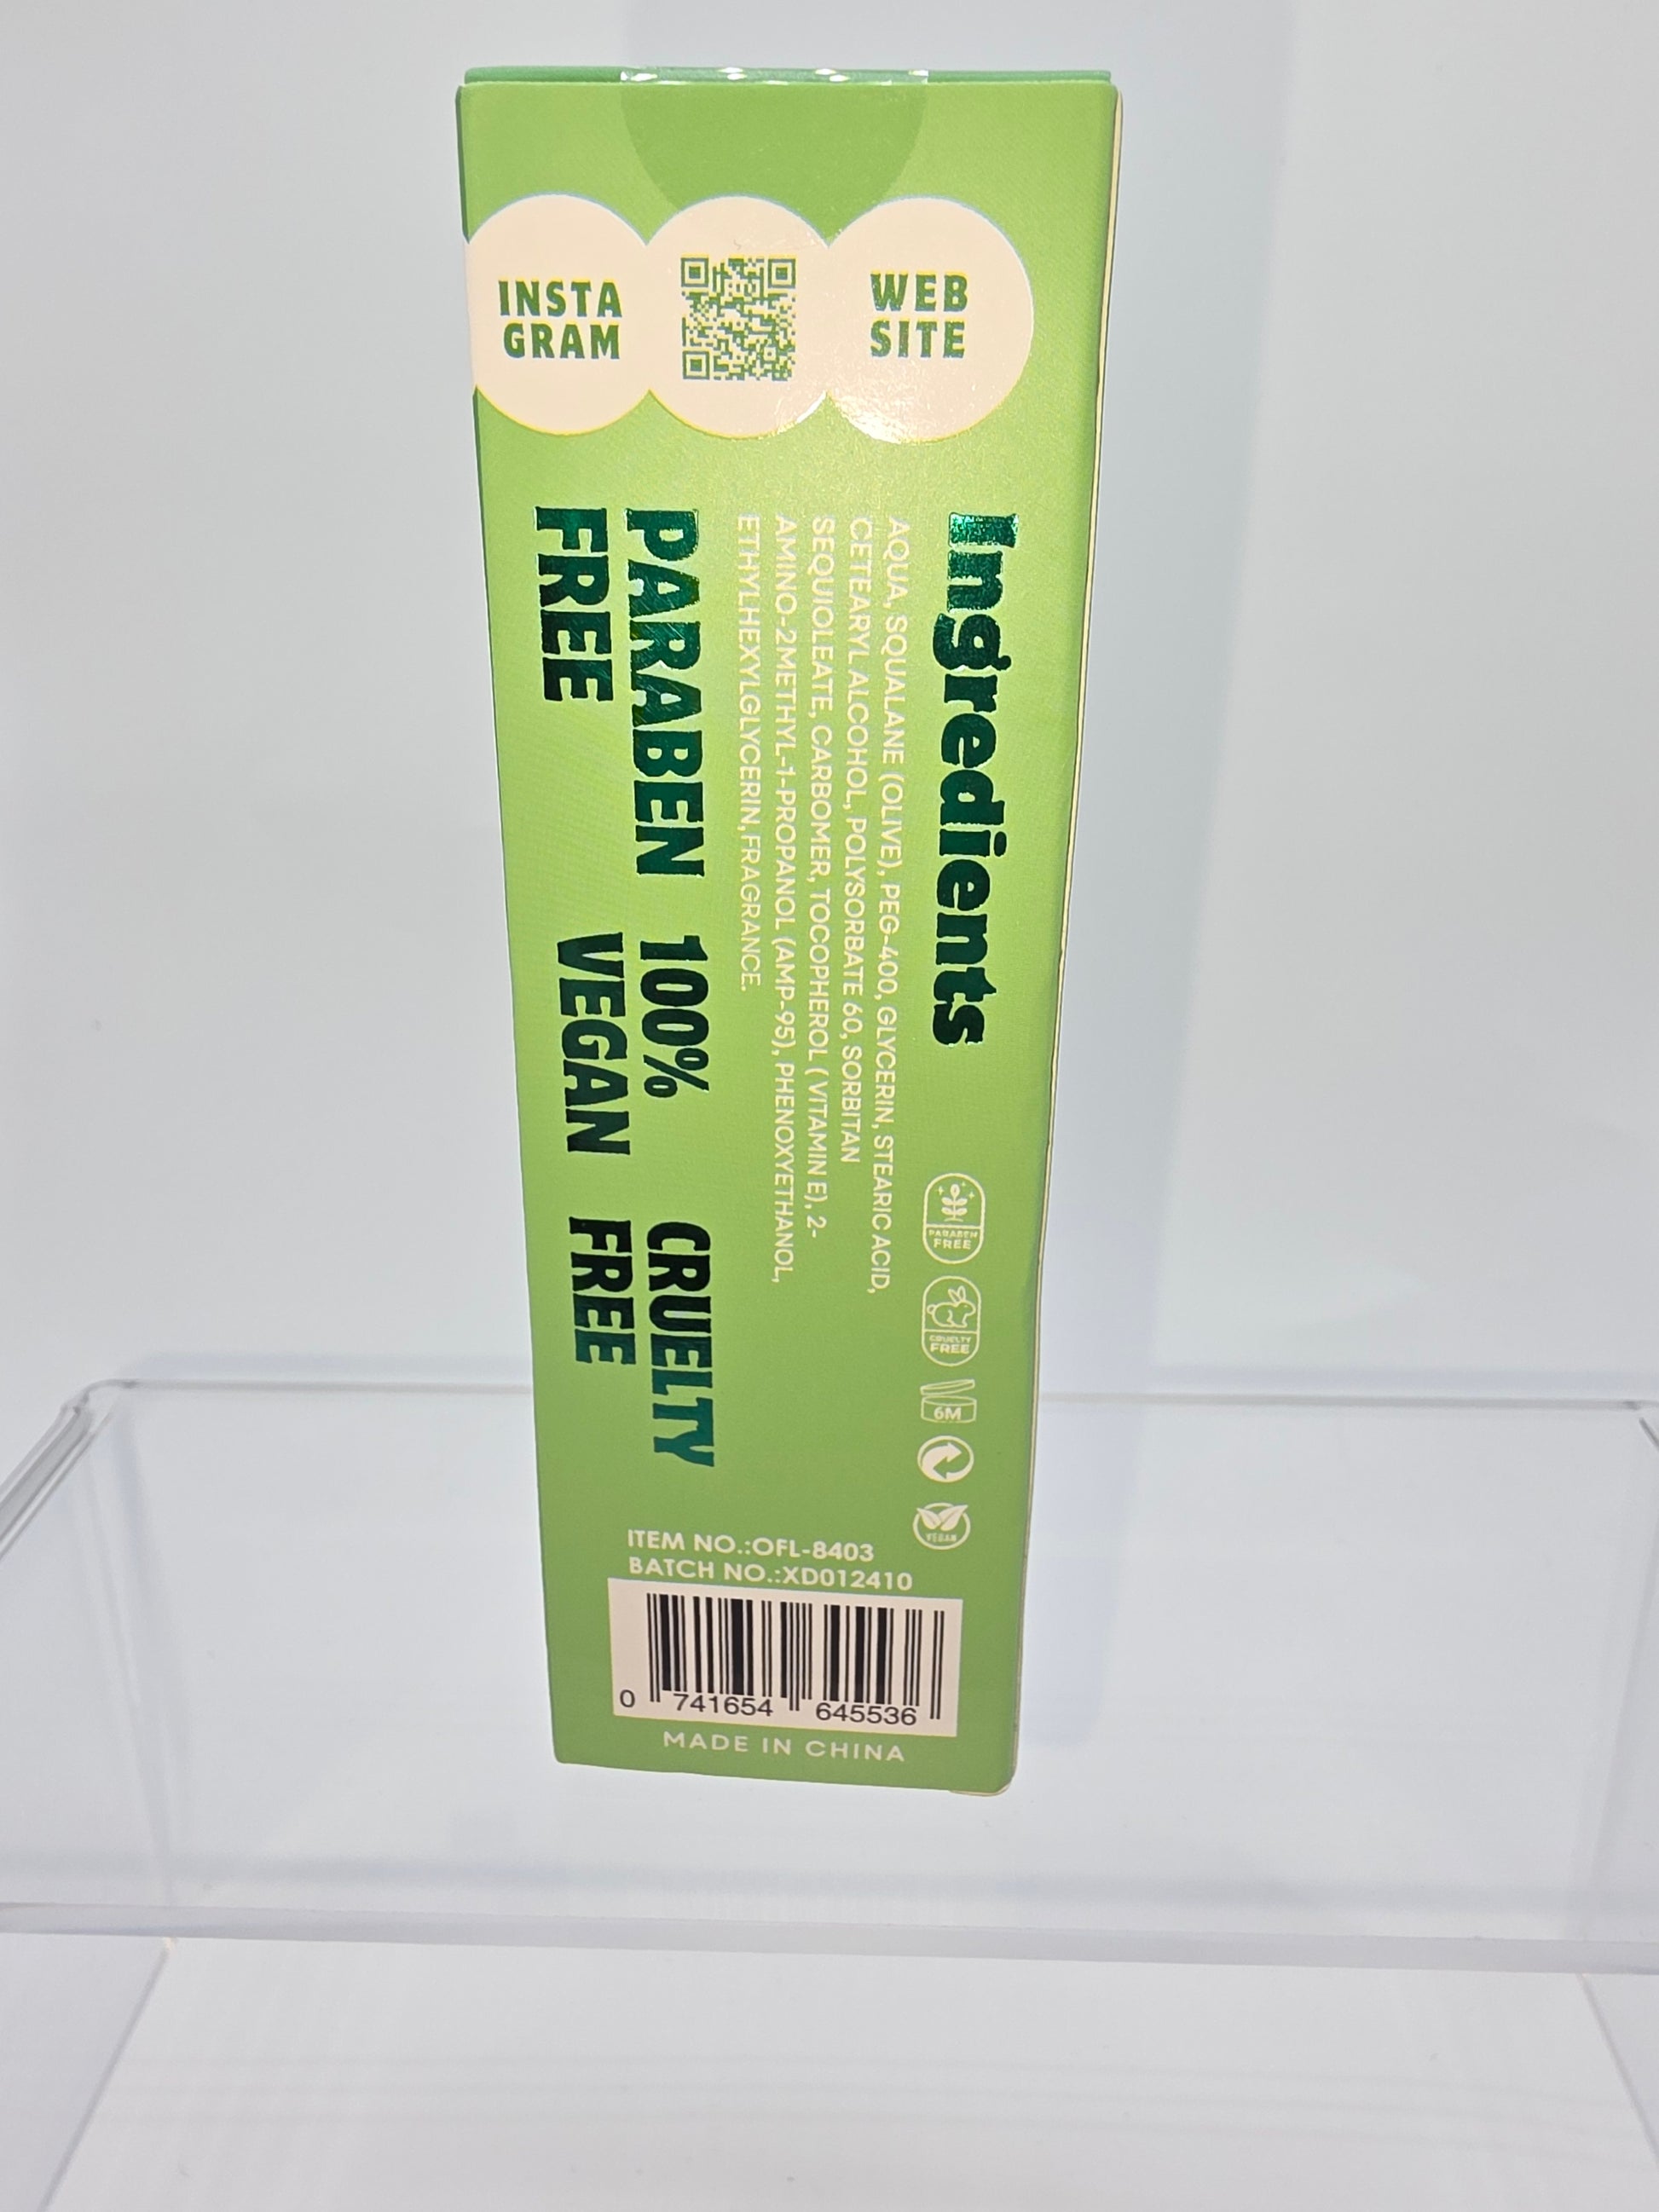 INSTA
GRAM
WEB
SITE
Ingredients
AQUA, SQUALANE (OLIVE), PEG-400, GLYCERIN, STEARIC ACID,
CETEARYL ALCOHOL, POLYSORBATE 60, SORBITAN
SEQUIOLEATE, CARBOMER, TOCOPHEROL ( VITAMIN E), 2-
AMINO-2METHYL-1-PROPANOL (AMP-95), PHENOXYETHANOL,
ETHYLHEXYLGLYCERIN,FRAGRANCE.
PARABEN
FREE
100%
VEGAN
CRUELTY
FREE
PARABEN
FREE
CRUELTY
FREE
6M
VEGAN
ITEM NO.:OFL-8403
BATCH NO.:XD012410
0 741654 645536
MADE IN CHINA